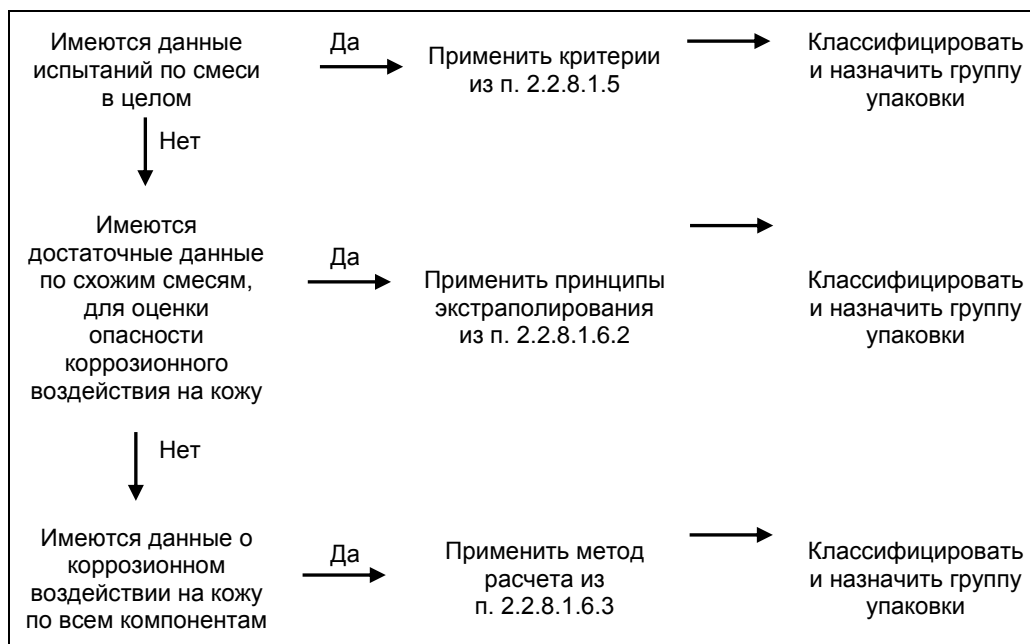 Имеются данные
испытаний по смеси
в целом
Да
Применить критерии
из п. 2.2.8.1.5
Классифицировать
и назначить группу
упаковки
Нет
Имеются
достаточные данные
по схожим смесям,
для оценки
опасности
коррозионного
воздействия на кожу
Да
Применить принципы
экстраполирования
из п. 2.2.8.1.6.2
Классифицировать
и назначить группу
упаковки
Нет
Имеются данные о
коррозионном
воздействии на кожу
по всем компонентам
Да
Применить метод
расчета из
п. 2.2.8.1.6.3
Классифицировать
и назначить группу
упаковки